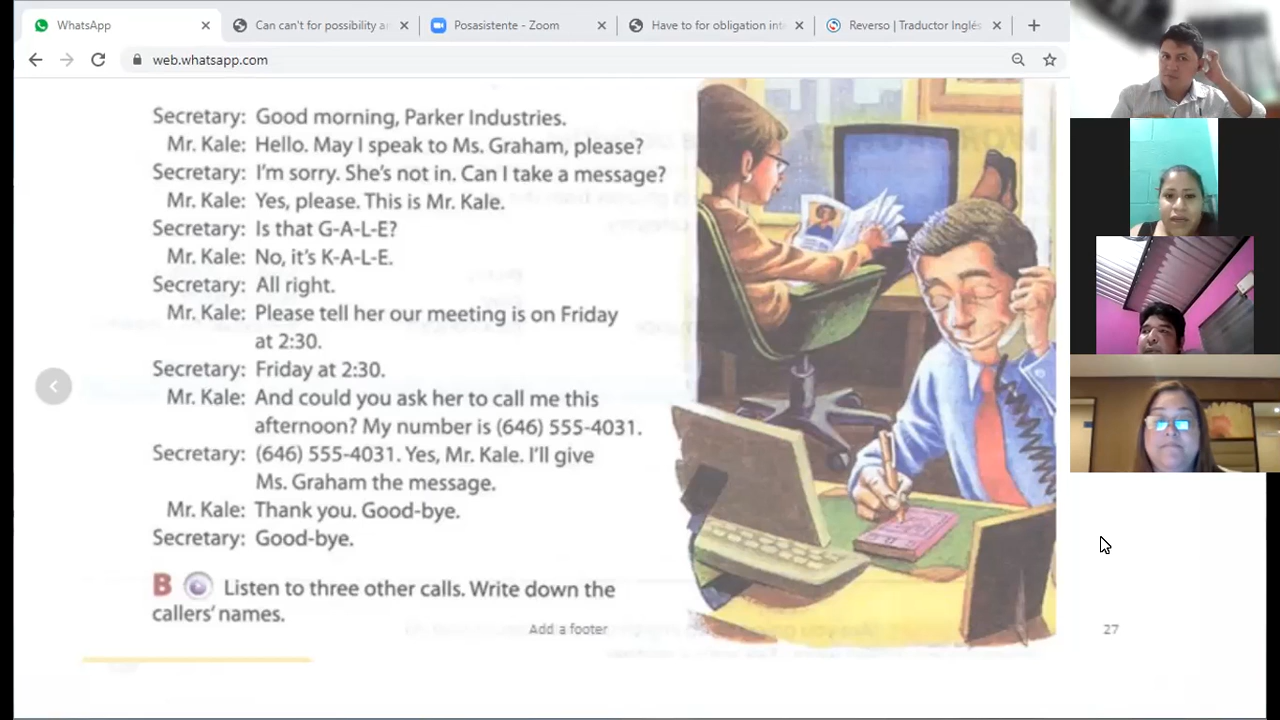 WhatsApp
Can can't for possibility a
Posasistente - Zoom
Have to for obligation int
Reverso | Traductor Inglés
web.whatsapp.com
Secretary: Good morning, Parker Industries.
Mr. Kale: Hello. May I speak to Ms. Graham, please?
Secretary: I'm sorry. She's not in. Can I take a message?
Mr. Kale: Yes, please. This is Mr. Kale.
Secretary: Is that G-A-L-E?
Mr. Kale: No, it's K-A-L-E.
Secretary: All right.
Mr. Kale: Please tell her our meeting is on Friday
at 2:30.
Secretary: Friday at 2:30.
Mr. Kale: And could you ask her to call me this
afternoon? My number is (646) 555-4031.
Secretary: (646) 555-4031. Yes, Mr. Kale. I'll give
Ms. Graham the message.
Mr. Kale: Thank you. Good-bye.
Secretary: Good-bye.
B Listen to three other calls. Write down the
callers' names.
Add a footer
27